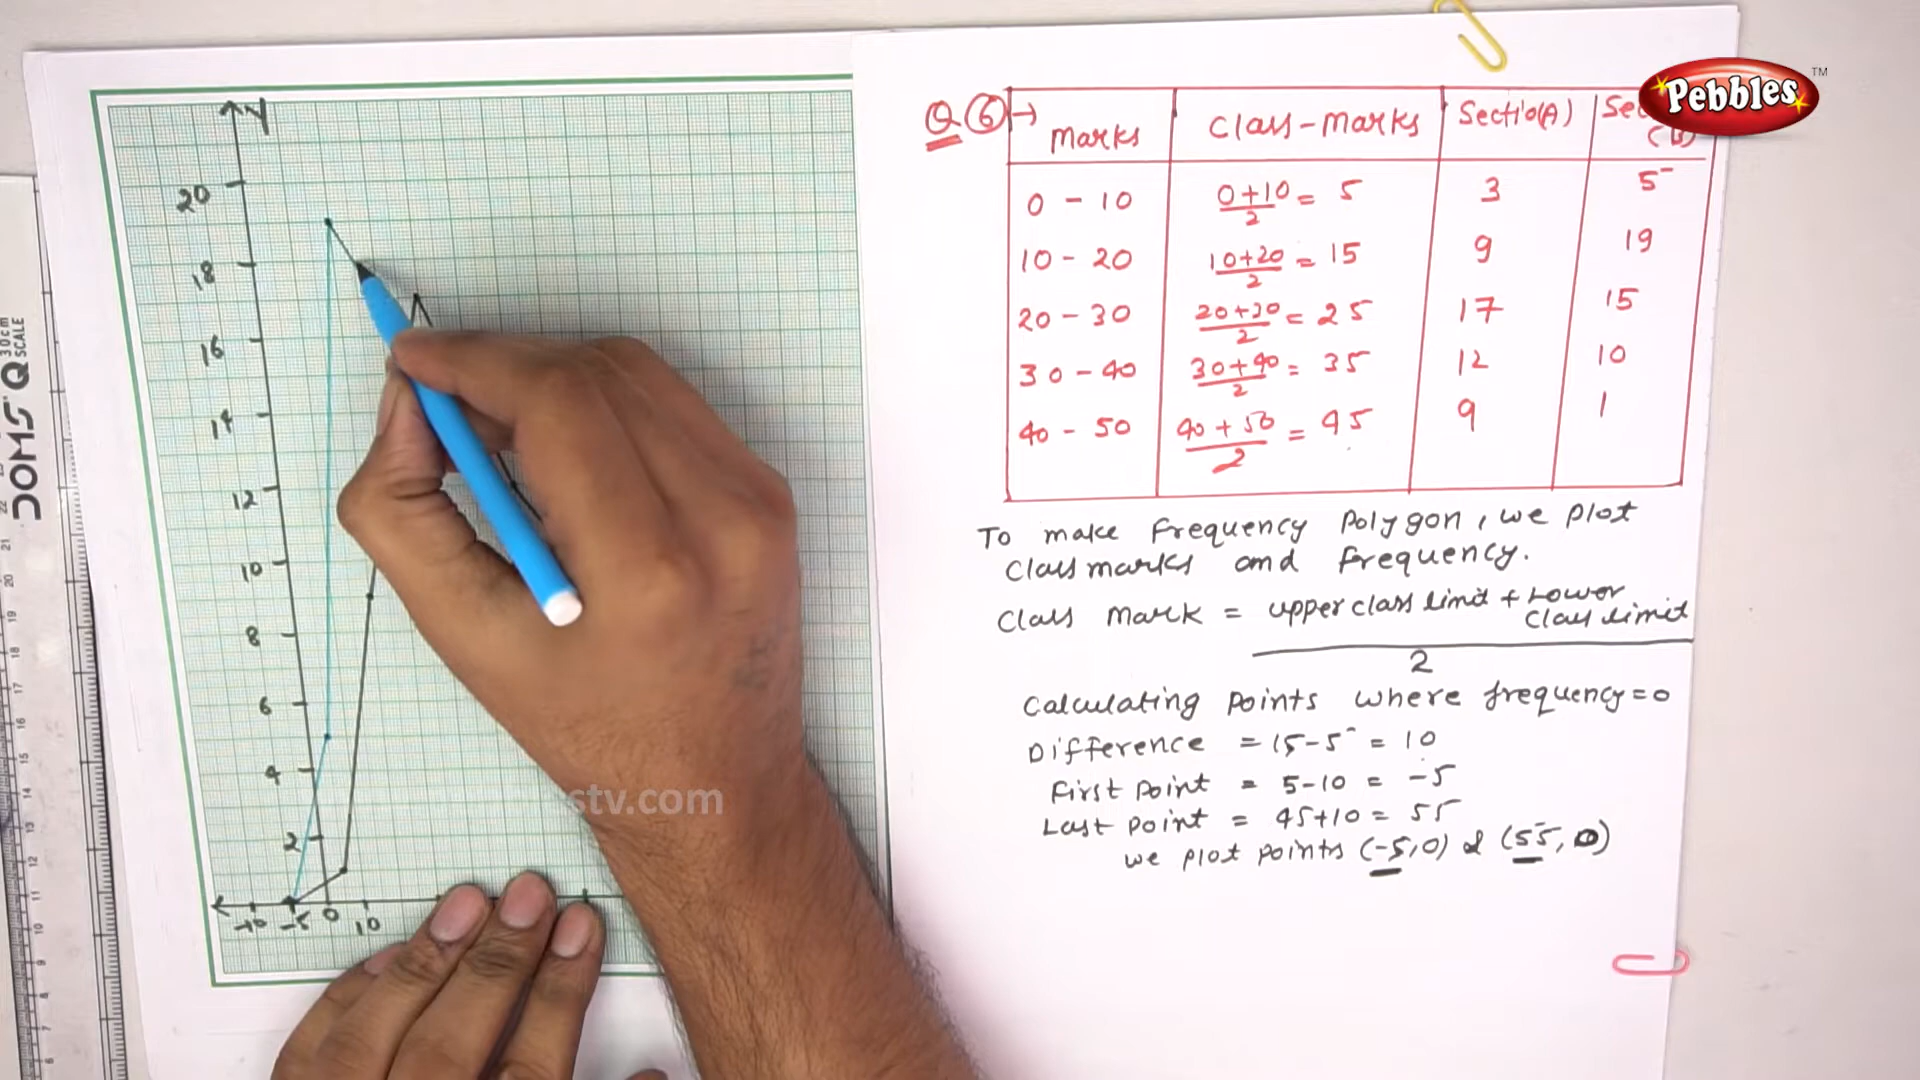 Pebbles TM
Q 6 →
Marks Class-Marks Sectio(A)
0 - 10 0+10/2 = 5 3 5
10 - 20 10+20/2 = 15 9 19
20 - 30 20+30/2 = 25 17 15
30 - 40 30+40/2 = 35 12 10
40 - 50 40+50/2 = 45 9 1
To make frequency polygon, we plot
class marks and frequency.
Class Mark = upper class limit + Lower
class limit
2
Calculating points where frequency = 0
Difference = 15-5 = 10
First point = 5-10 = -5
Last point = 45+10 = 55
we plot points (-5,0) & (55,0)
Y
20
18
16
14
12
10
8
6
4
2
-10 -5 0 10
stv.com
DOMS Q 30cm SCALE